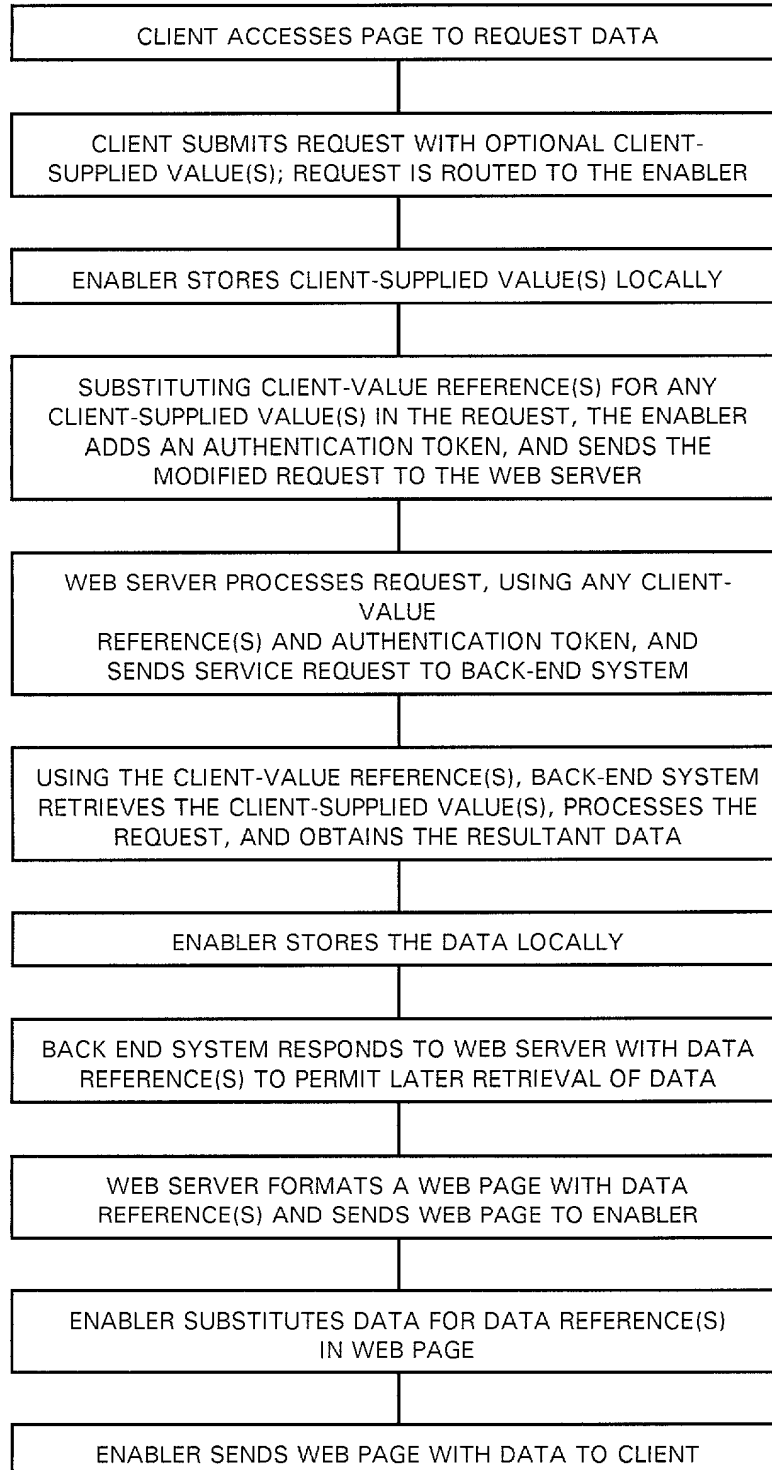 CLIENT ACCESSES PAGE TO REQUEST DATA
CLIENT SUBMITS REQUEST WITH OPTIONAL CLIENT-
SUPPLIED VALUE(S); REQUEST IS ROUTED TO THE ENABLER
ENABLER STORES CLIENT-SUPPLIED VALUE(S) LOCALLY
SUBSTITUTING CLIENT-VALUE REFERENCE(S) FOR ANY
CLIENT-SUPPLIED VALUE(S) IN THE REQUEST, THE ENABLER
ADDS AN AUTHENTICATION TOKEN, AND SENDS THE
MODIFIED REQUEST TO THE WEB SERVER
WEB SERVER PROCESSES REQUEST, USING ANY CLIENT-
VALUE
REFERENCE(S) AND AUTHENTICATION TOKEN, AND
SENDS SERVICE REQUEST TO BACK-END SYSTEM
USING THE CLIENT-VALUE REFERENCE(S), BACK-END SYSTEM
RETRIEVES THE CLIENT-SUPPLIED VALUE(S), PROCESSES THE
REQUEST, AND OBTAINS THE RESULTANT DATA
ENABLER STORES THE DATA LOCALLY
BACK END SYSTEM RESPONDS TO WEB SERVER WITH DATA
REFERENCE(S) TO PERMIT LATER RETRIEVAL OF DATA
WEB SERVER FORMATS A WEB PAGE WITH DATA
REFERENCE(S) AND SENDS WEB PAGE TO ENABLER
ENABLER SUBSTITUTES DATA FOR DATA REFERENCE(S)
IN WEB PAGE
ENABLER SENDS WEB PAGE WITH DATA TO CLIENT